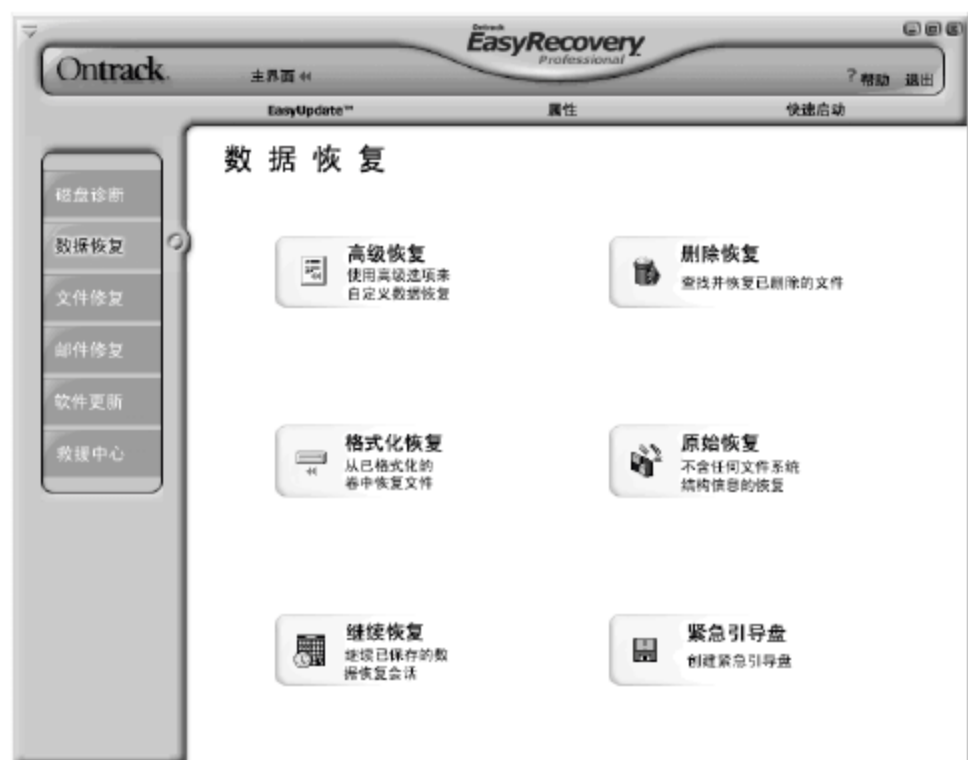 Ontrack
EasyRecovery
Professional
Ontrack
主界面
? 帮助 退出
EasyUpdate™ 属性 快速启动
数据恢复
磁盘诊断
数据恢复
文件修复
邮件修复
软件更新
救援中心
高级恢复
使用高级选项来
自定义数据恢复
删除恢复
查找并恢复已删除的文件
格式化恢复
从已格式化的
卷中恢复文件
原始恢复
不含任何文件系统
结构信息的恢复
继续恢复
继续已保存的数
据恢复会话
紧急引导盘
创建紧急引导盘